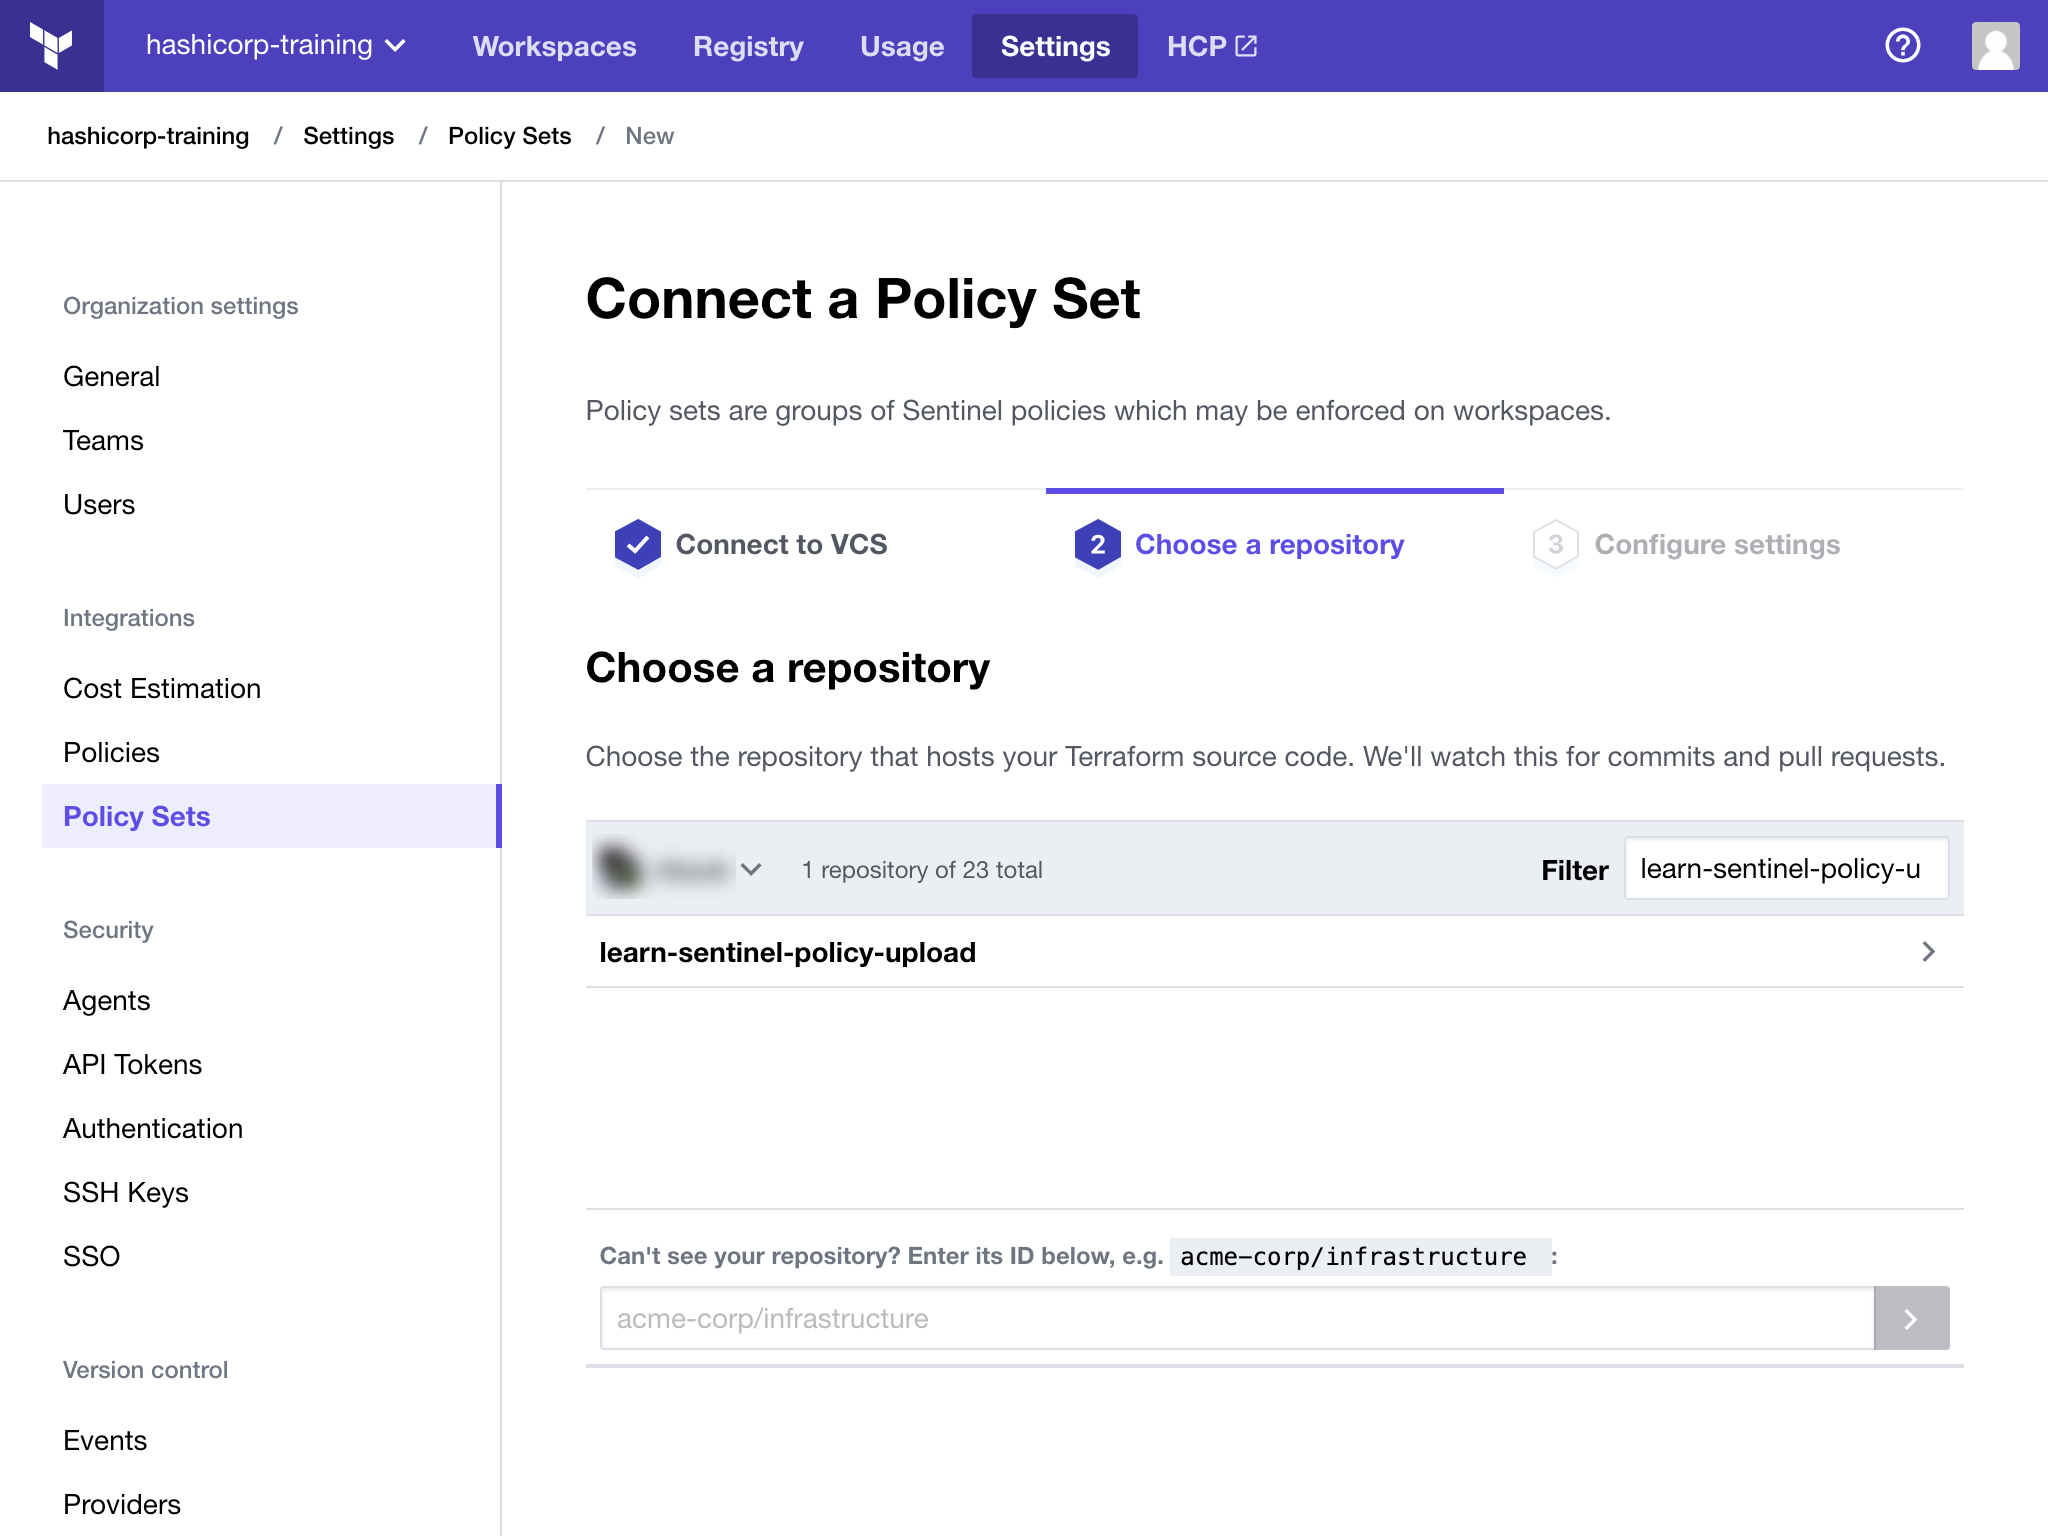 hashicorp-training Workspaces Registry Usage Settings HCP
hashicorp-training / Settings / Policy Sets / New
Organization settings
General
Teams
Users
Integrations
Cost Estimation
Policies
Policy Sets
Security
Agents
API Tokens
Authentication
SSH Keys
SSO
Version control
Events
Providers
Connect a Policy Set
Policy sets are groups of Sentinel policies which may be enforced on workspaces.
Connect to VCS
2 Choose a repository
3 Configure settings
Choose a repository
Choose the repository that hosts your Terraform source code. We'll watch this for commits and pull requests.
1 repository of 23 total Filter learn-sentinel-policy-u
learn-sentinel-policy-upload
Can't see your repository? Enter its ID below, e.g. acme-corp/infrastructure :
acme-corp/infrastructure